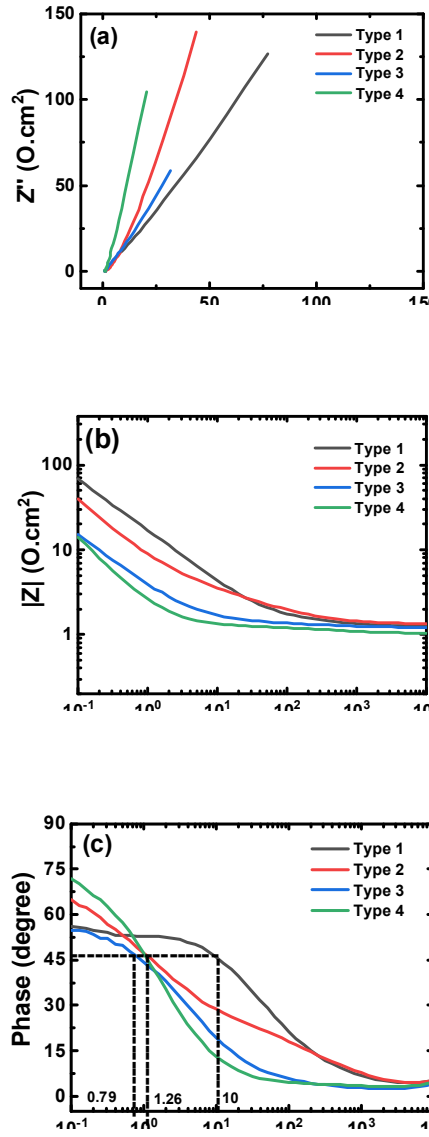 150
(a)
Type 1
Type 2
Type 3
Type 4
100
50
0
Z'' (O.cm²)
0 50 100
(b)
Type 1
Type 2
Type 3
Type 4
100
10
1
|Z| (O.cm²)
10⁻¹ 10⁰ 10¹ 10² 10³
90
(c)
Type 1
Type 2
Type 3
Type 4
75
60
45
30
15
0
Phase (degree)
0.79 1.26 10
10⁻¹ 10⁰ 10¹ 10² 10³